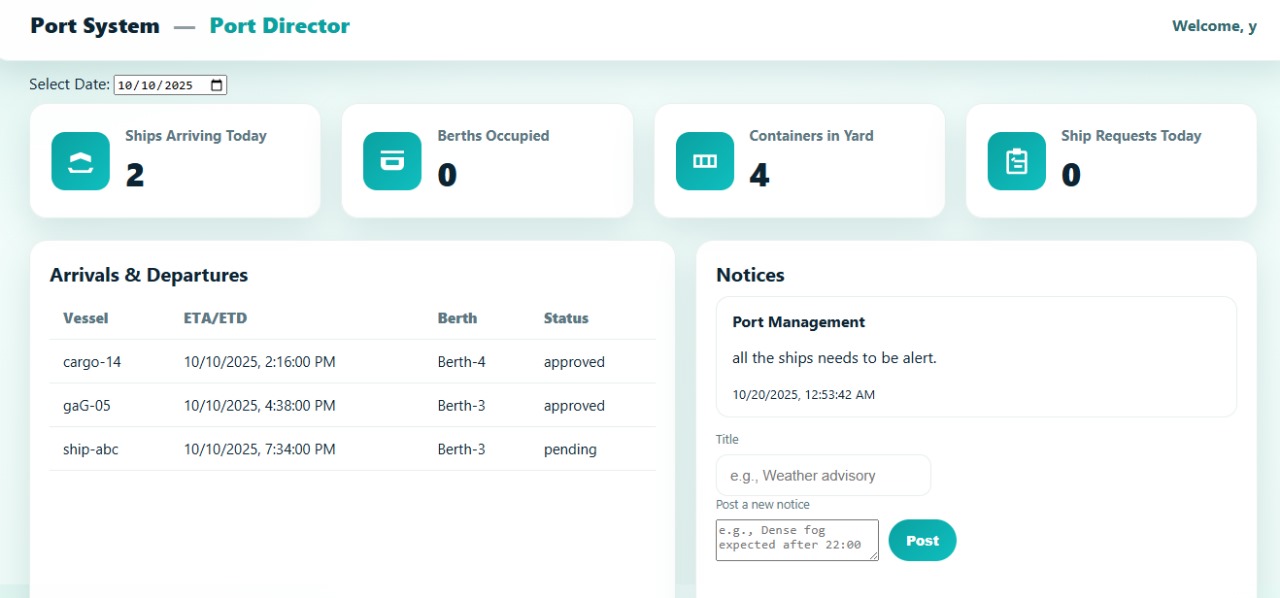 Port System — Port Director
Welcome, y
Select Date: 10/10/2025
Ships Arriving Today
2
Berths Occupied
0
Containers in Yard
4
Ship Requests Today
0
Arrivals & Departures
Vessel ETA/ETD Berth Status
cargo-14 10/10/2025, 2:16:00 PM Berth-4 approved
gaG-05 10/10/2025, 4:38:00 PM Berth-3 approved
ship-abc 10/10/2025, 7:34:00 PM Berth-3 pending
Notices
Port Management
all the ships needs to be alert.
10/20/2025, 12:53:42 AM
Title
e.g., Weather advisory
Post a new notice
e.g., Dense fog
expected after 22:00
Post